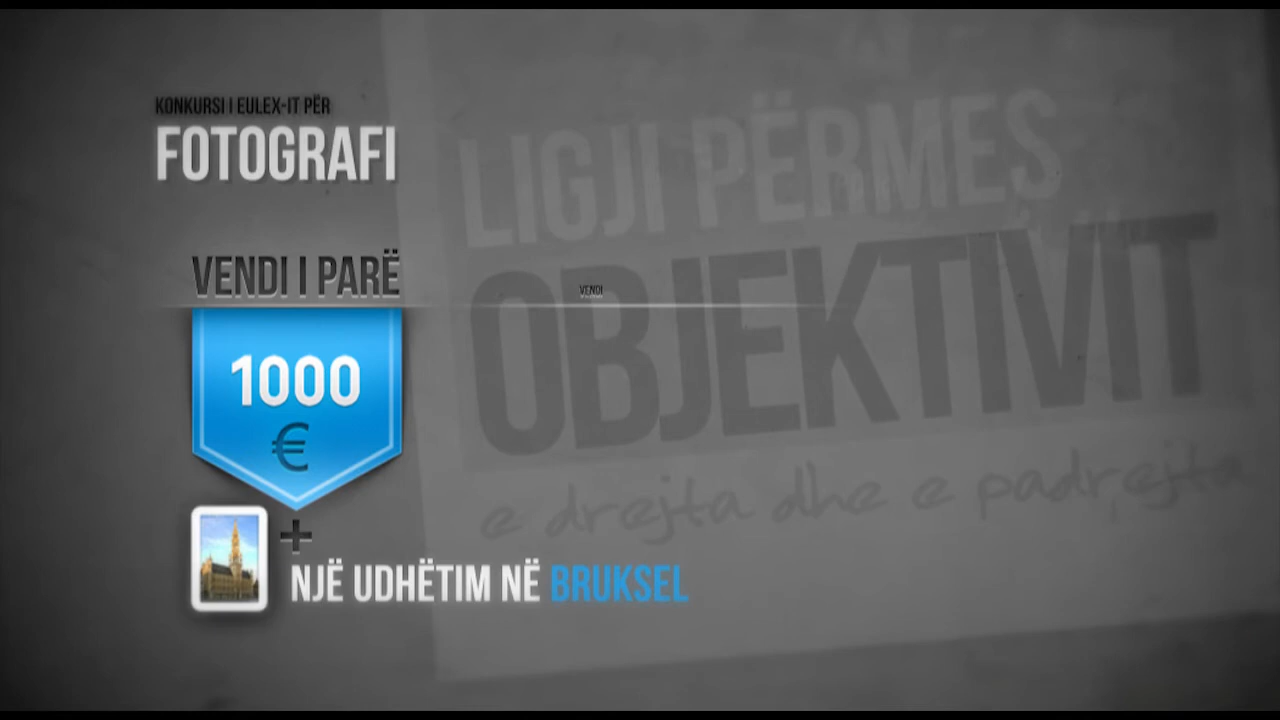 KONKURSI I EULEX-IT PËR
FOTOGRAFI
VENDI I PARË
1000
€
+
NJË UDHËTIM NË BRUKSEL
VENDI
LIGJI PËRMES
OBJEKTIVIT
e drejta dhe e padrejta